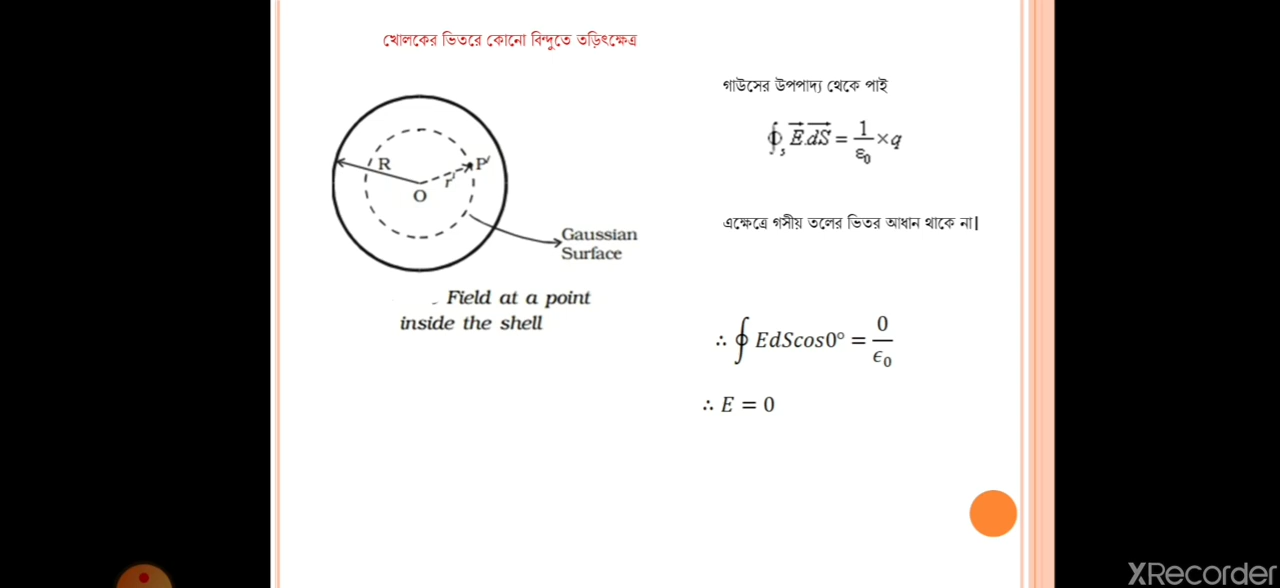 খোলকের ভিতরে কোনো বিন্দুতে তড়িৎক্ষেত্র
R
P'
r'
O
Gaussian
Surface
Field at a point
inside the shell
গাউসের উপপাদ্য থেকে পাই
∮s E⃗.dS⃗ = 1/ε₀ × q
এক্ষেত্রে গসীয় তলের ভিতর আধান থাকে না।
∴ ∮ EdScos0° = 0/ϵ₀
∴ E = 0
XRecorder